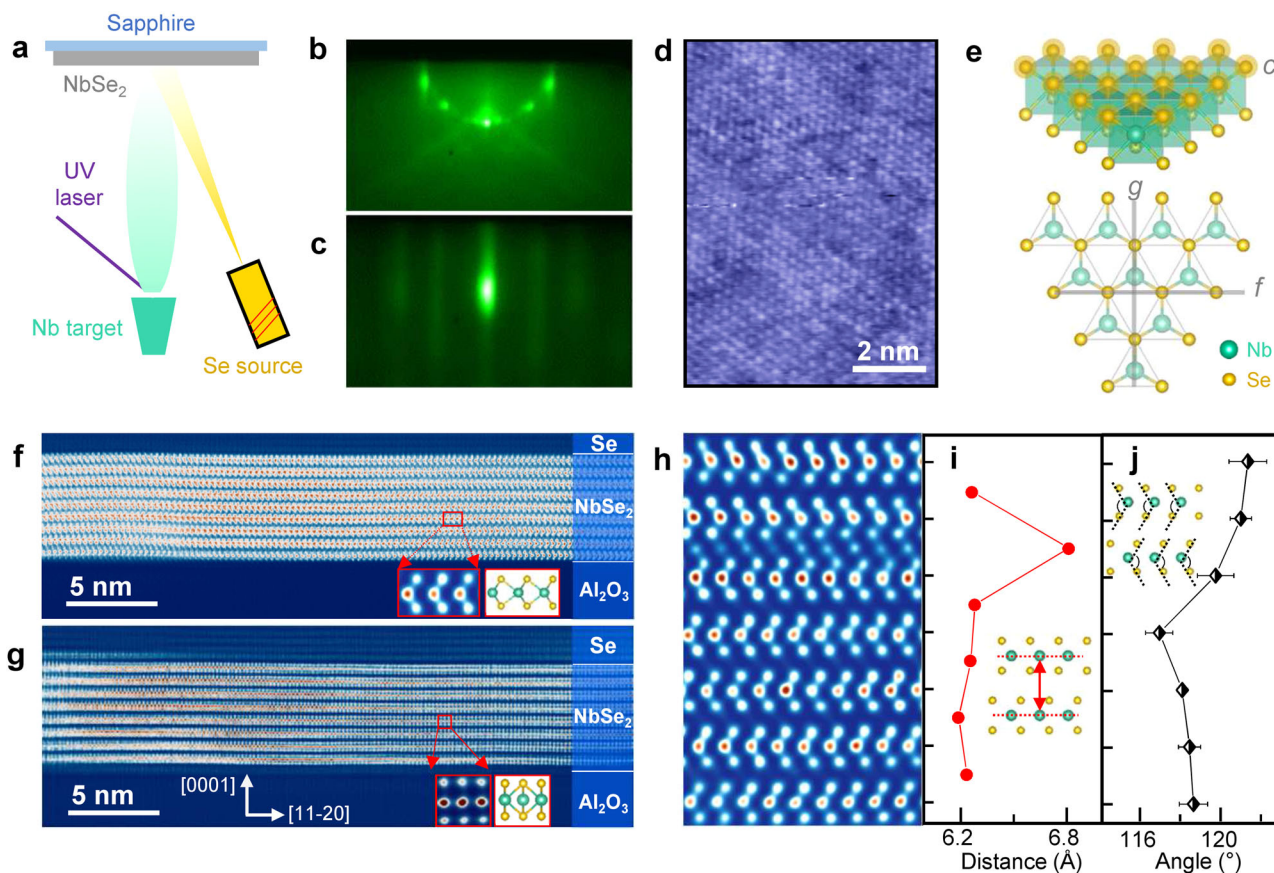 a
Sapphire
NbSe₂
UV
laser
Nb target
Se source
b
c
d
2 nm
e
c
g
f
Nb
Se
f
Se
NbSe₂
Al₂O₃
5 nm
g
Se
NbSe₂
Al₂O₃
5 nm
[0001]
[11-20]
h
i
6.2 6.8
Distance (Å)
j
116 120
Angle (°)